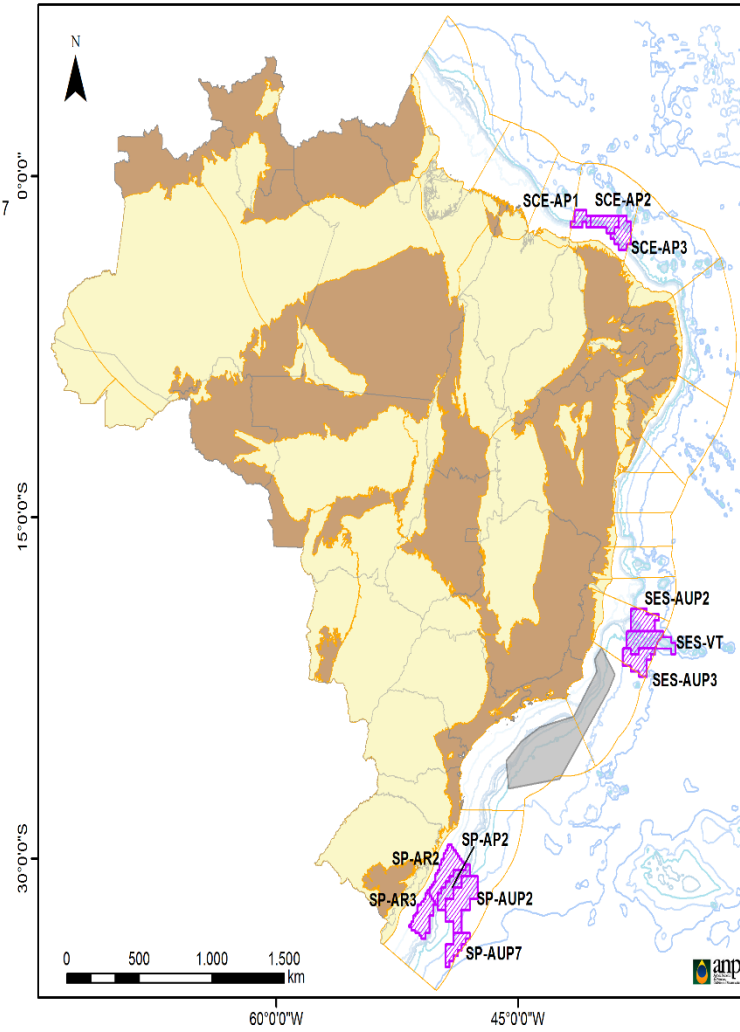 N
0°0'0"
7
SCE-AP1
SCE-AP2
SCE-AP3
15°0'0"S
SES-AUP2
SES-VT
SES-AUP3
30°0'0"S
SP-AP2
SP-AR2
SP-AR3
SP-AUP2
SP-AUP7
0 500 1.000 1.500
km
anp
60°0'0"W 45°0'0"W